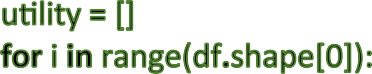 utility = []
for i in range(df.shape[0]):